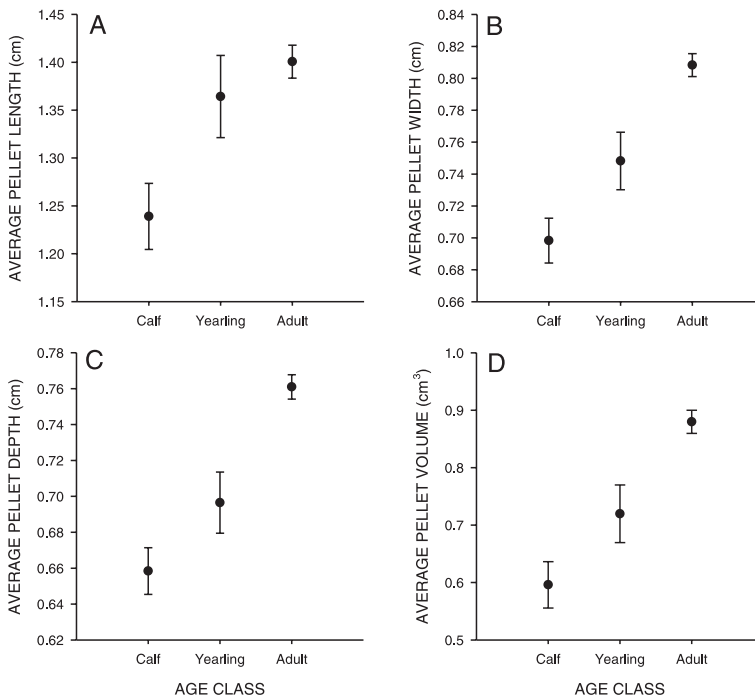 A
AVERAGE PELLET LENGTH (cm)
1.45
1.40
1.35
1.30
1.25
1.20
1.15
Calf Yearling Adult
B
AVERAGE PELLET WIDTH (cm)
0.84
0.82
0.80
0.78
0.76
0.74
0.72
0.70
0.68
0.66
Calf Yearling Adult
C
AVERAGE PELLET DEPTH (cm)
0.78
0.76
0.74
0.72
0.70
0.68
0.66
0.64
0.62
Calf Yearling Adult
AGE CLASS
D
AVERAGE PELLET VOLUME (cm³)
1.0
0.9
0.8
0.7
0.6
0.5
Calf Yearling Adult
AGE CLASS